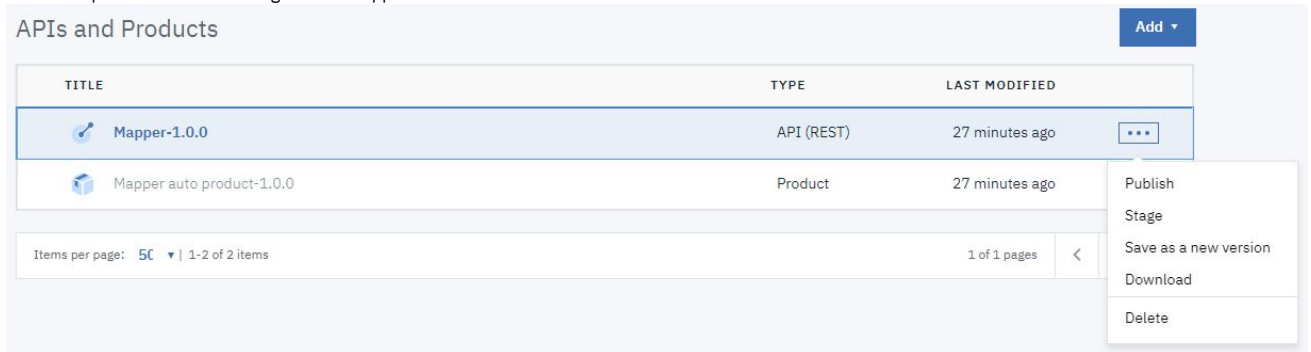 APIs and Products
Add
TITLE TYPE LAST MODIFIED
Mapper-1.0.0 API (REST) 27 minutes ago
Mapper auto product-1.0.0 Product 27 minutes ago
Publish
Stage
Save as a new version
Download
Delete
Items per page: 50 | 1-2 of 2 items 1 of 1 pages